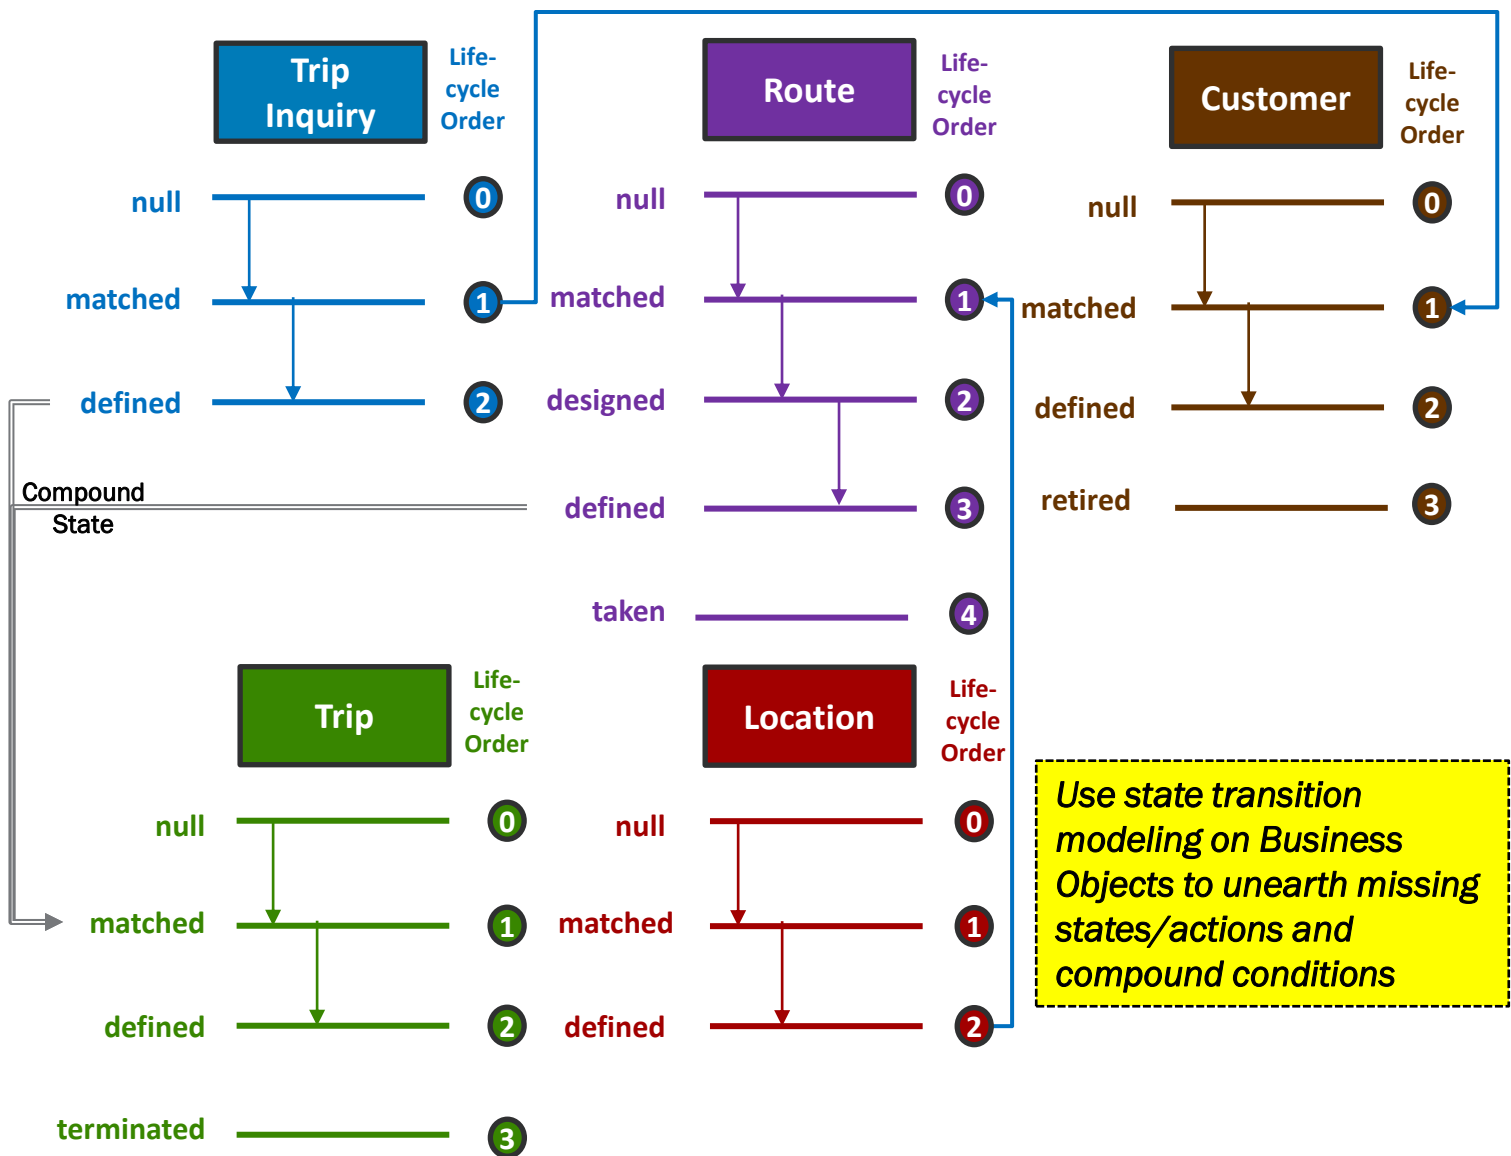 Trip
Inquiry
Life-
cycle
Order
null
0
matched
1
defined
2
Route
Life-
cycle
Order
null
0
matched
1
designed
2
defined
3
taken
4
Customer
Life-
cycle
Order
null
0
matched
1
defined
2
retired
3
Compound
State
Trip
Life-
cycle
Order
null
0
matched
1
defined
2
terminated
3
Location
Life-
cycle
Order
null
0
matched
1
defined
2
Use state transition
modeling on Business
Objects to unearth missing
states/actions and
compound conditions